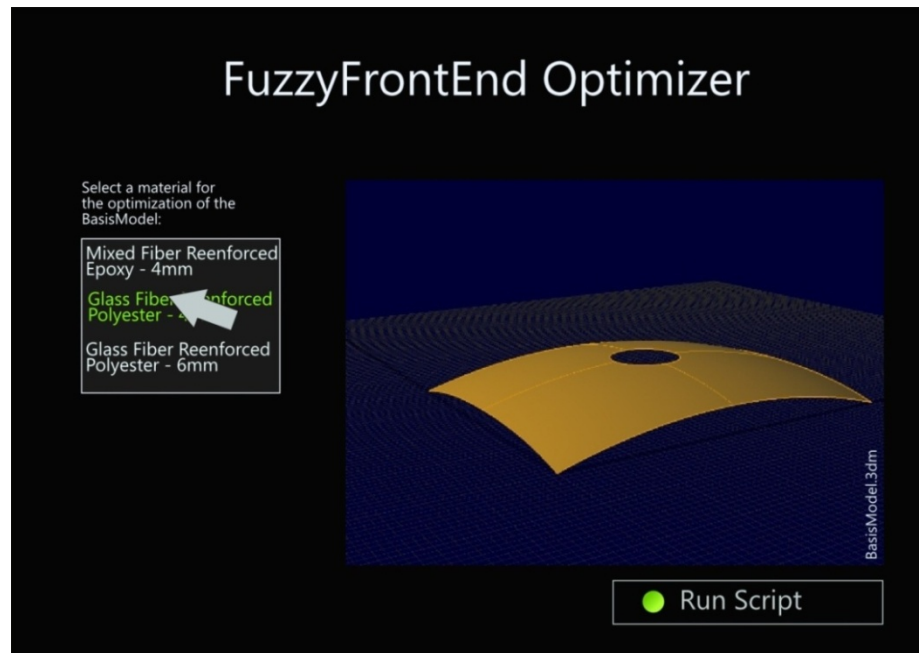 FuzzyFrontEnd Optimizer
Select a material for
the optimization of the
BasisModel:
Mixed Fiber Reenforced
Epoxy - 4mm
Glass Fiber Reenforced
Polyester -
Glass Fiber Reenforced
Polyester - 6mm
BasisModel.3dm
Run Script